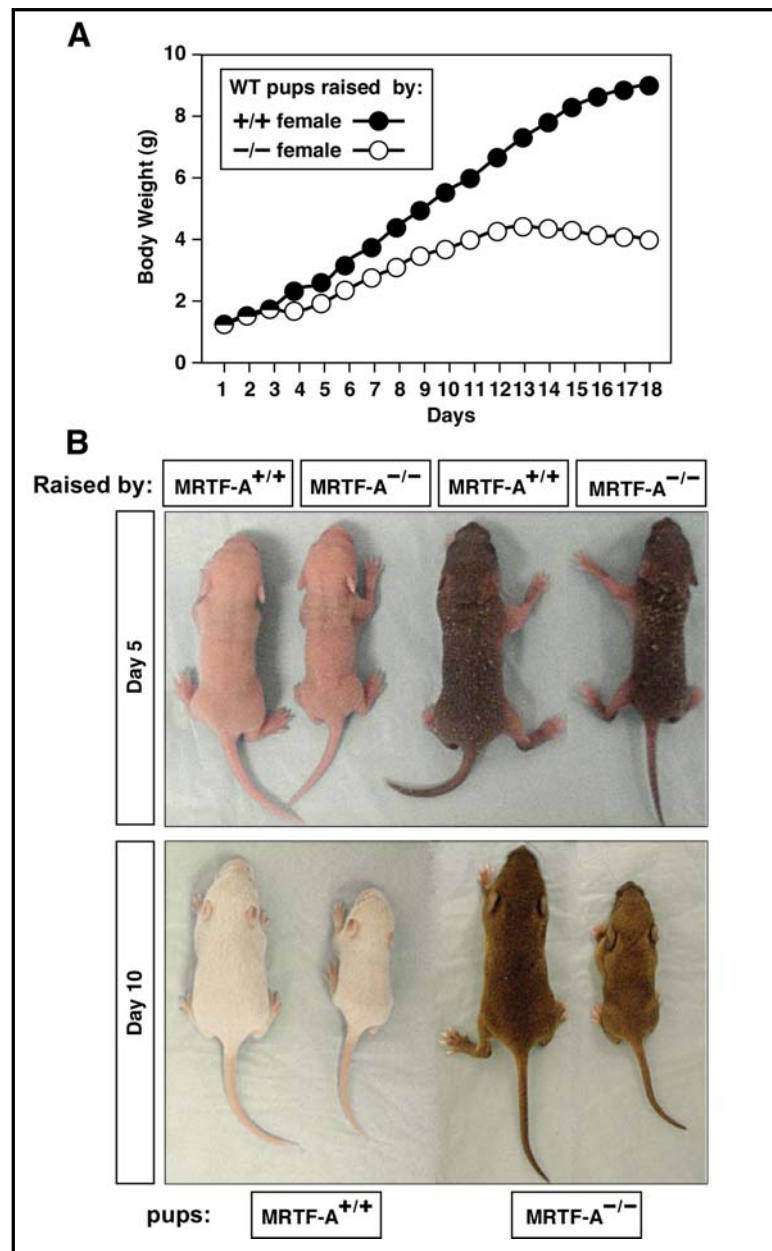 A
10
8
6
4
2
0
Body Weight (g)
WT pups raised by:
+/+ female
−/− female
1 2 3 4 5 6 7 8 9 10 11 12 13 14 15 16 17 18
Days
B
Raised by: MRTF-A+/+ MRTF-A−/− MRTF-A+/+ MRTF-A−/−
Day 5
Day 10
pups: MRTF-A+/+ MRTF-A−/−